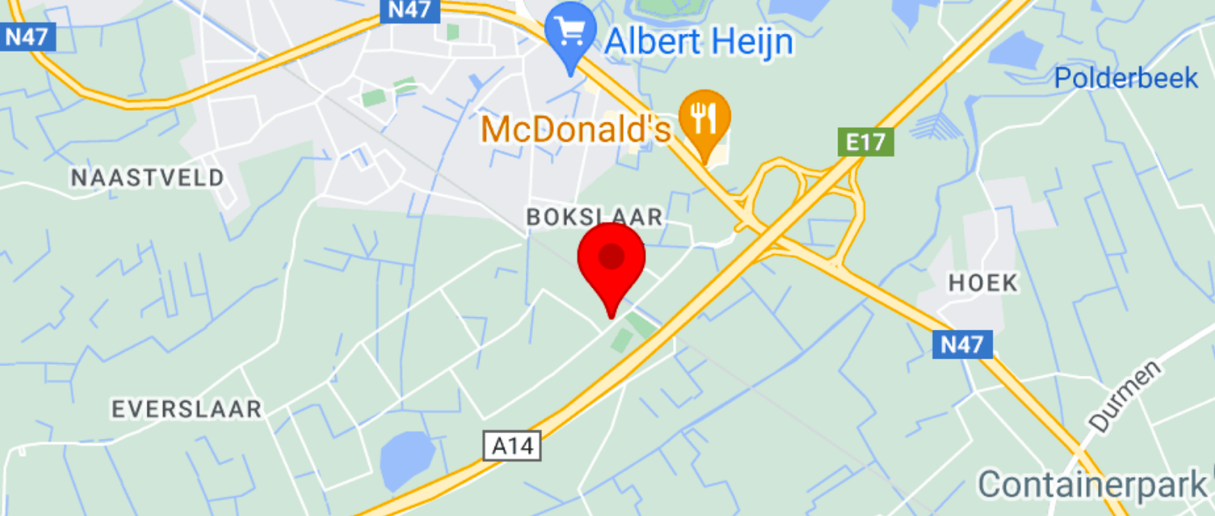 N47
N47
Albert Heijn
Polderbeek
McDonald's
E17
NAASTVELD
BOKSLAAR
HOEK
N47
EVERSLAAR
Durmen
A14
Containerpark